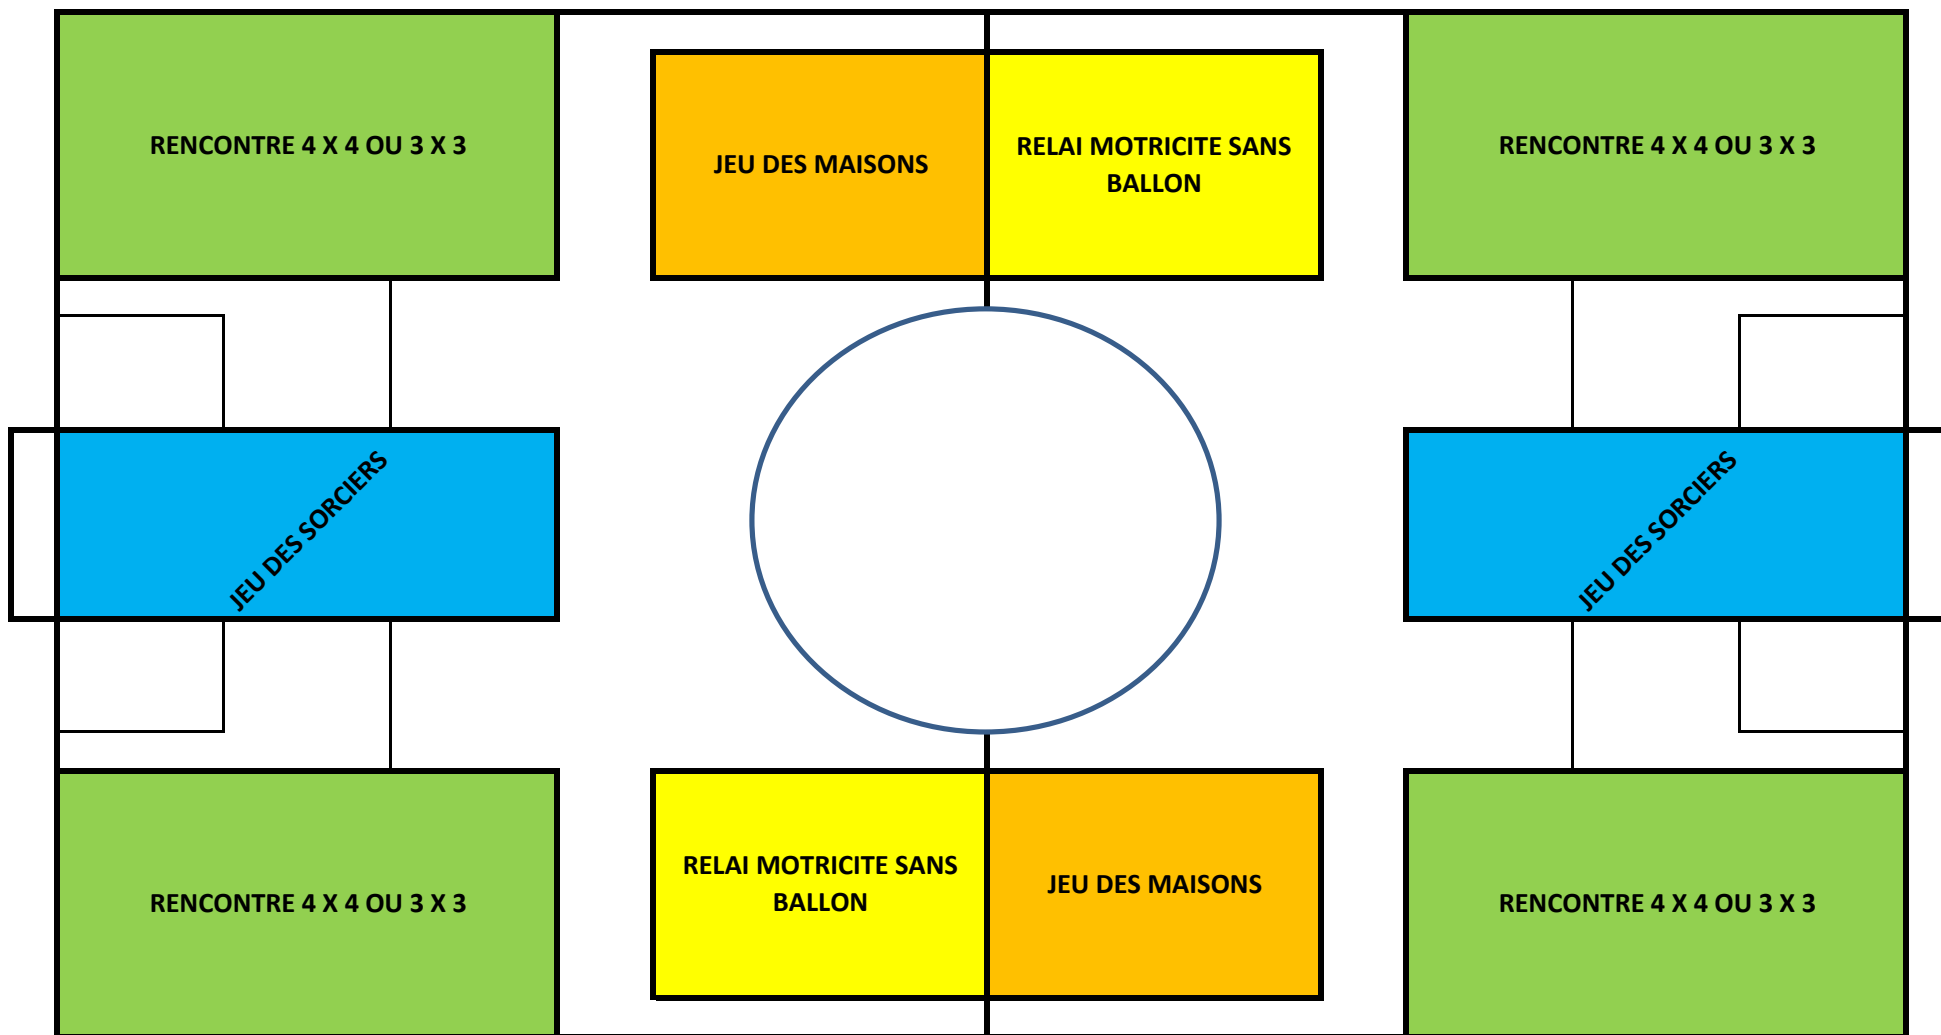 RENCONTRE 4 X 4 OU 3 X 3
JEU DES MAISONS
RELAI MOTRICITE SANS
BALLON
RENCONTRE 4 X 4 OU 3 X 3
JEU DES SORCIERS
JEU DES SORCIERS
RENCONTRE 4 X 4 OU 3 X 3
RELAI MOTRICITE SANS
BALLON
JEU DES MAISONS
RENCONTRE 4 X 4 OU 3 X 3